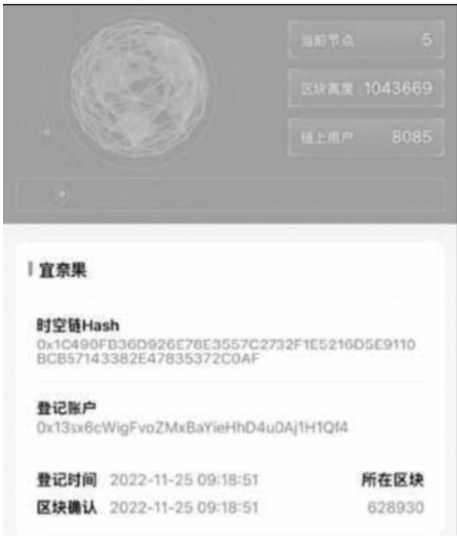 当前节点 5
区块高度 1043669
链上用户 8085
宜奈果
时空链Hash
0x1C490FB36D926E78E3557C2732F1E5216D5E9110
BCB57143382E47835372C0AF
登记账户
0x13sx6cWigFvoZMxBaYieHhD4u0Aj1H1Qf4
登记时间 2022-11-25 09:18:51 所在区块
区块确认 2022-11-25 09:18:51 628930